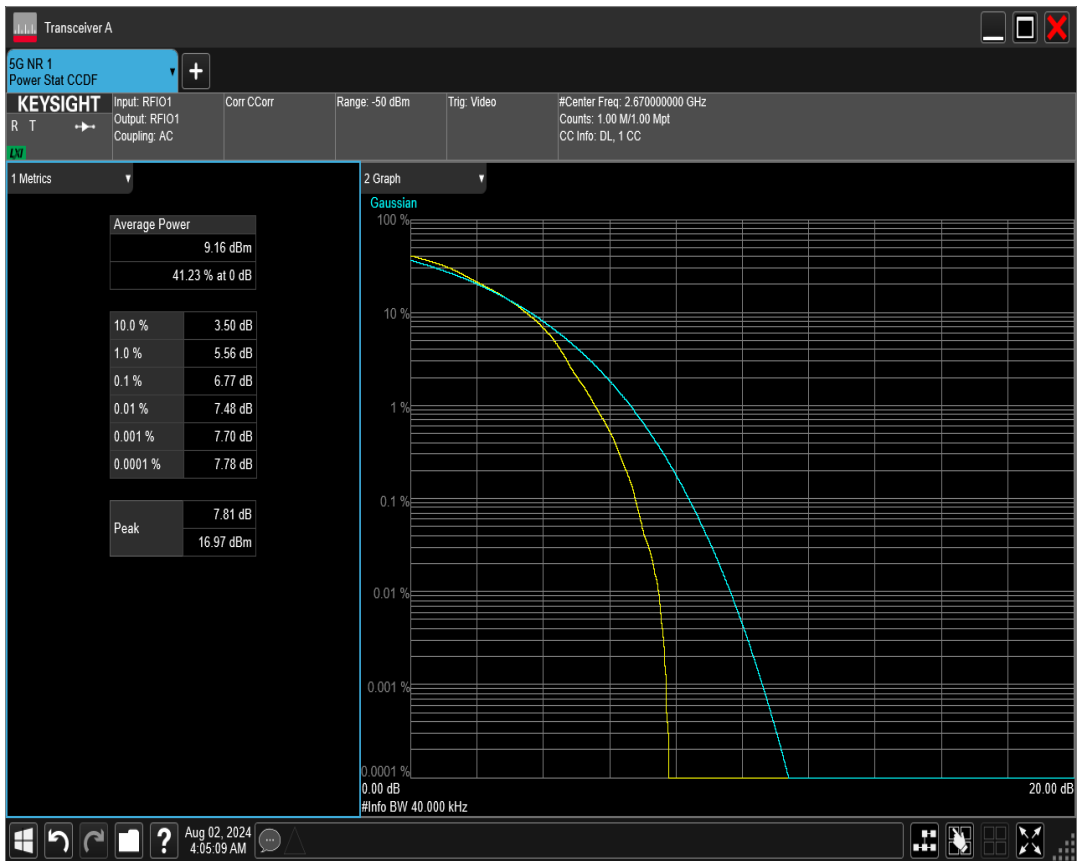 Transceiver A
5G NR 1
Power Stat CCDF
+
KEYSIGHT
R T
LXI
Input: RFIO1
Output: RFIO1
Coupling: AC
Corr CCorr
Range: -50 dBm
Trig: Video
#Center Freq: 2.670000000 GHz
Counts: 1.00 M/1.00 Mpt
CC Info: DL, 1 CC
1 Metrics
Average Power
9.16 dBm
41.23 % at 0 dB
10.0 % 3.50 dB
1.0 % 5.56 dB
0.1 % 6.77 dB
0.01 % 7.48 dB
0.001 % 7.70 dB
0.0001 % 7.78 dB
Peak 7.81 dB
16.97 dBm
2 Graph
Gaussian
100 %
10 %
1 %
0.1 %
0.01 %
0.001 %
0.0001 %
0.00 dB 20.00 dB
#Info BW 40.000 kHz
?
Aug 02, 2024
4:05:09 AM